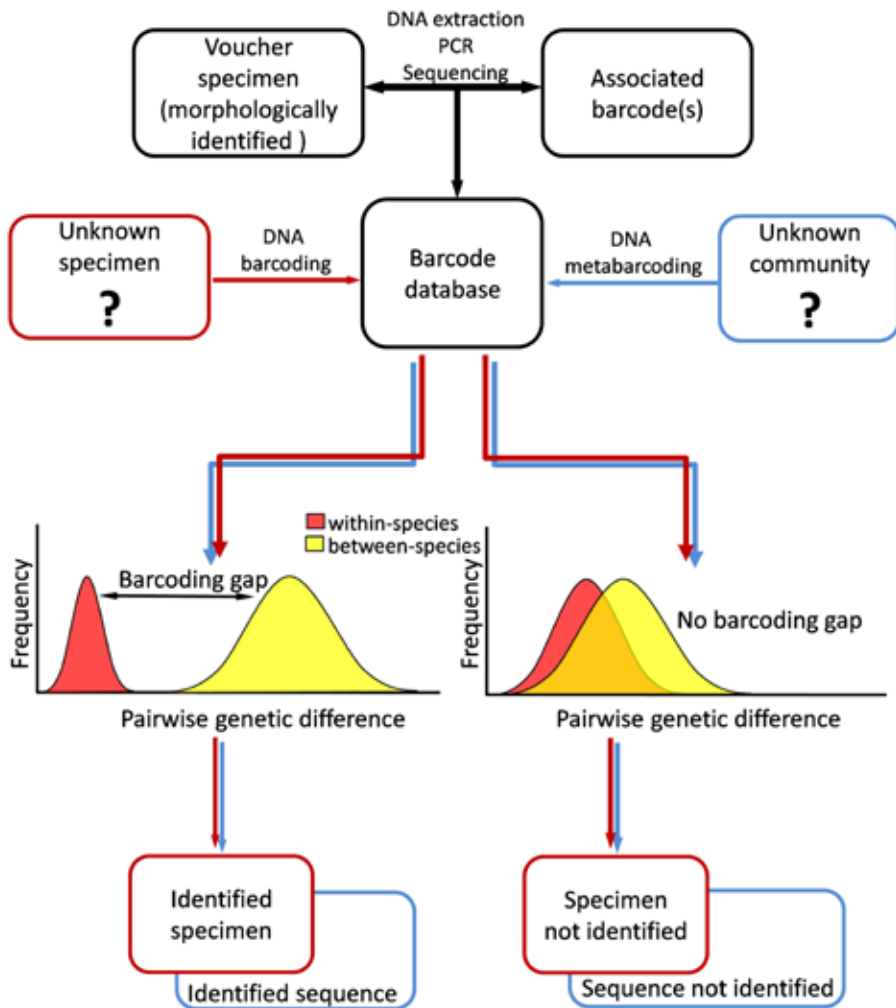 DNA extraction
PCR
Sequencing
Voucher
specimen
(morphologically
identified )
Associated
barcode(s)
Unknown
specimen
?
DNA
barcoding
Barcode
database
DNA
metabarcoding
Unknown
community
?
within-species
between-species
Barcoding gap
Frequency
Pairwise genetic difference
No barcoding gap
Frequency
Pairwise genetic difference
Identified
specimen
Identified sequence
Specimen
not identified
Sequence not identified